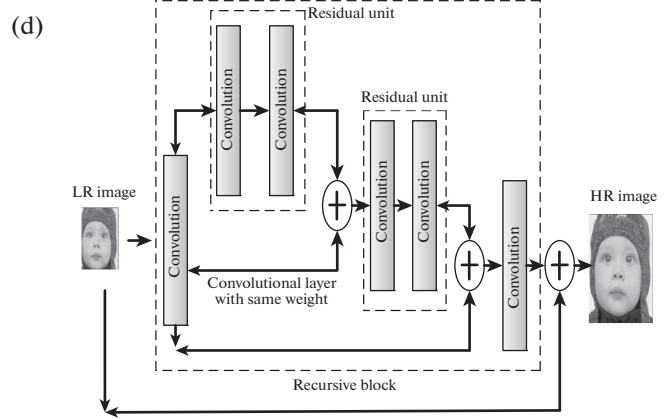 (d)
Residual unit
Convolution
Convolution
Residual unit
Convolution
Convolution
LR image
Convolution
Convolution
HR image
Convolutional layer
with same weight
Recursive block